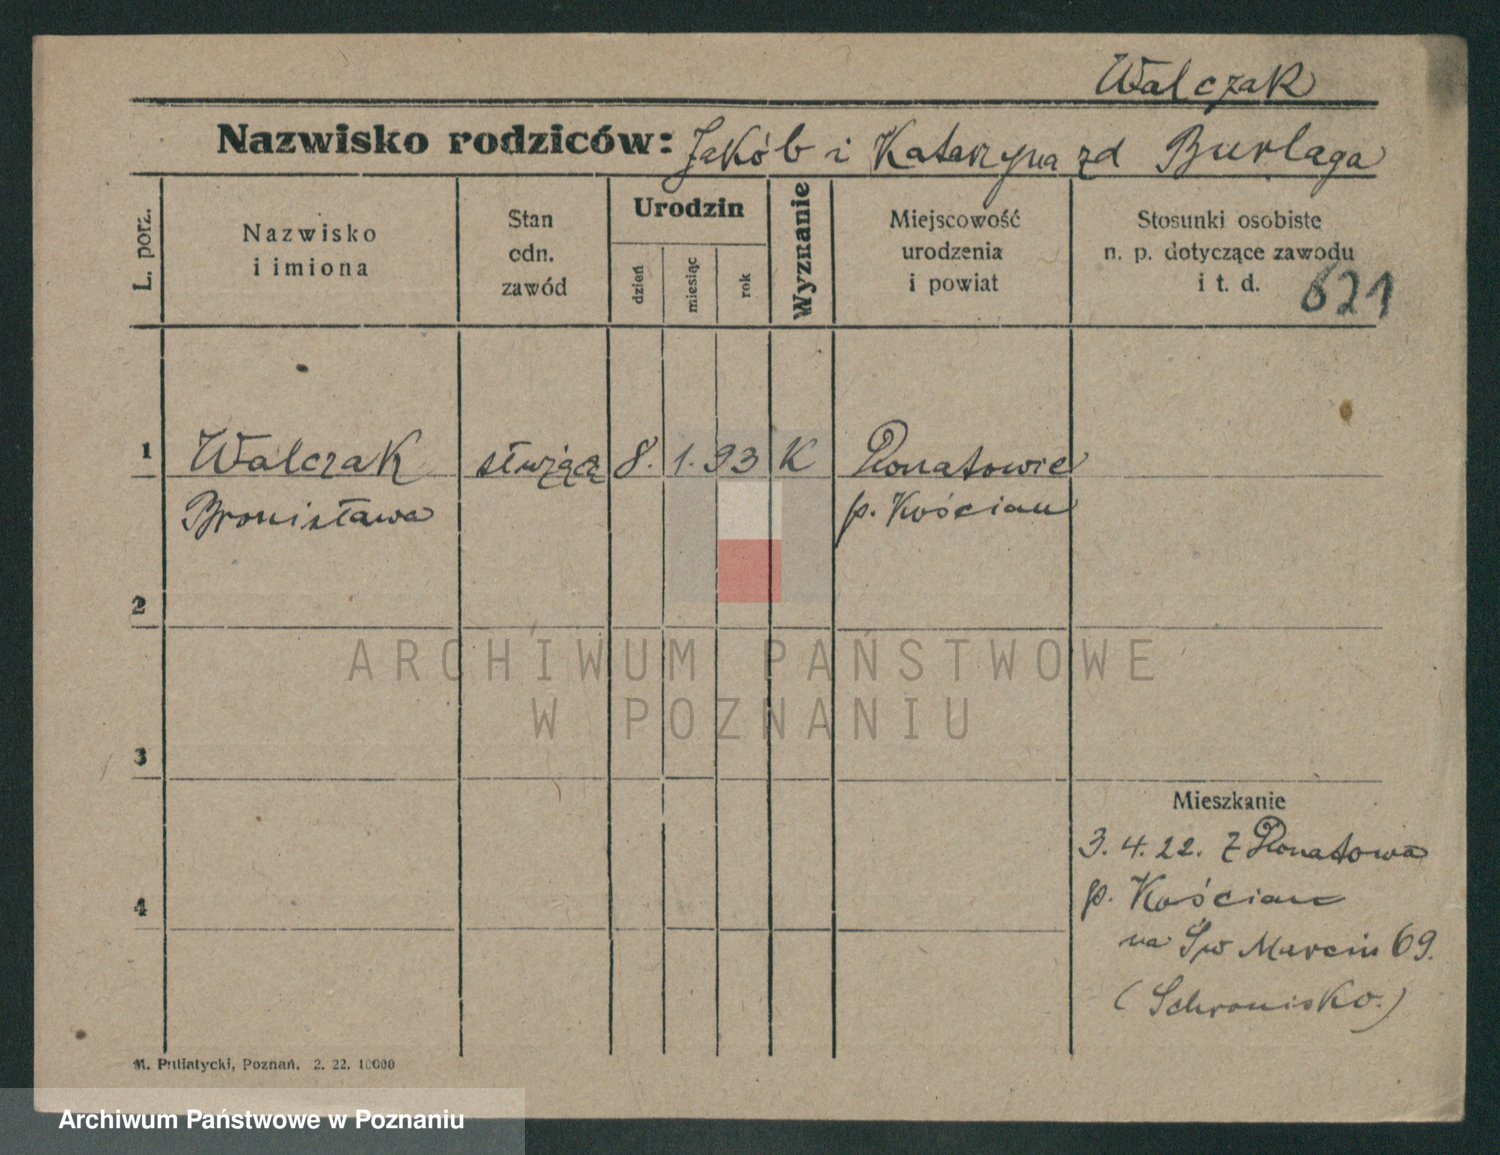 Walczak
Nazwisko rodziców: Jakób i Katarzyna zd Burlaga
L. porz.
Nazwisko
i imiona
Stan
cdn.
zawód
Urodzin
dzień
miesiąc
rok
Wyznanie
Miejscowość
urodzenia
i powiat
Stosunki osobiste
n. p. dotyczące zawodu
i t. d.
621
1 Walczak służąca 8. 1. 93 K Donatowie
Bronisława p. Kościan
2
3
4
Mieszkanie
3. 4. 22. z Donatowa
p. Kościan
na Św Marcin 69.
(Schronisko.)
M. Puliatycki, Poznań. 2. 22. 10000
ARCHIWUM PAŃSTWOWE
W POZNANIU
Archiwum Państwowe w Poznaniu